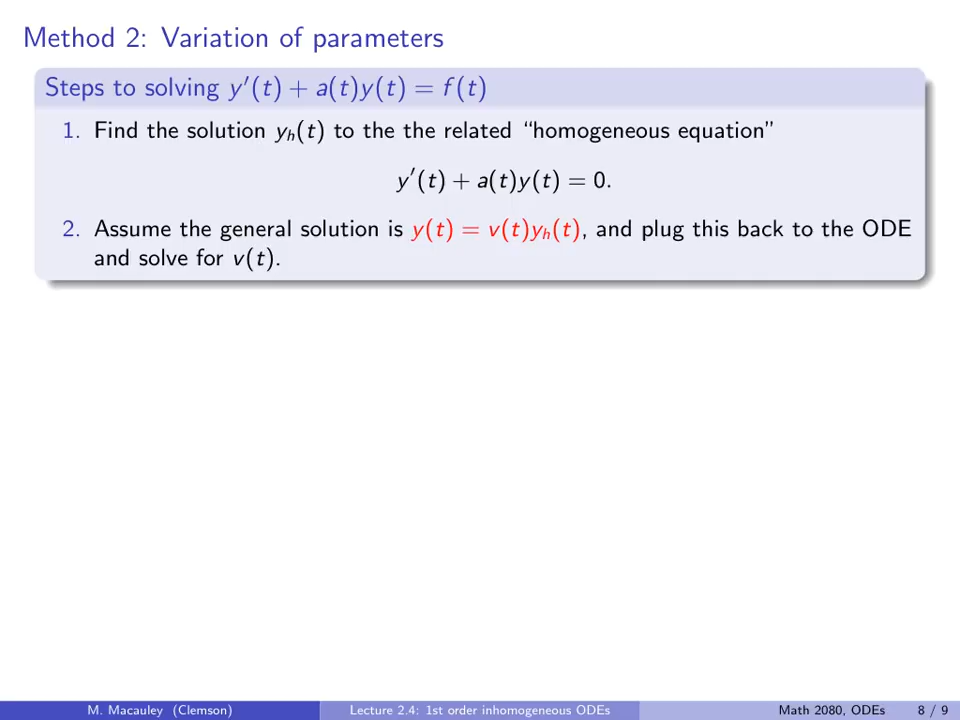 Method 2: Variation of parameters
Steps to solving y′(t) + a(t)y(t) = f(t)
1. Find the solution yₕ(t) to the the related “homogeneous equation”
y′(t) + a(t)y(t) = 0.
2. Assume the general solution is y(t) = v(t)yₕ(t), and plug this back to the ODE
and solve for v(t).
M. Macauley (Clemson) Lecture 2.4: 1st order inhomogeneous ODEs Math 2080, ODEs 8 / 9